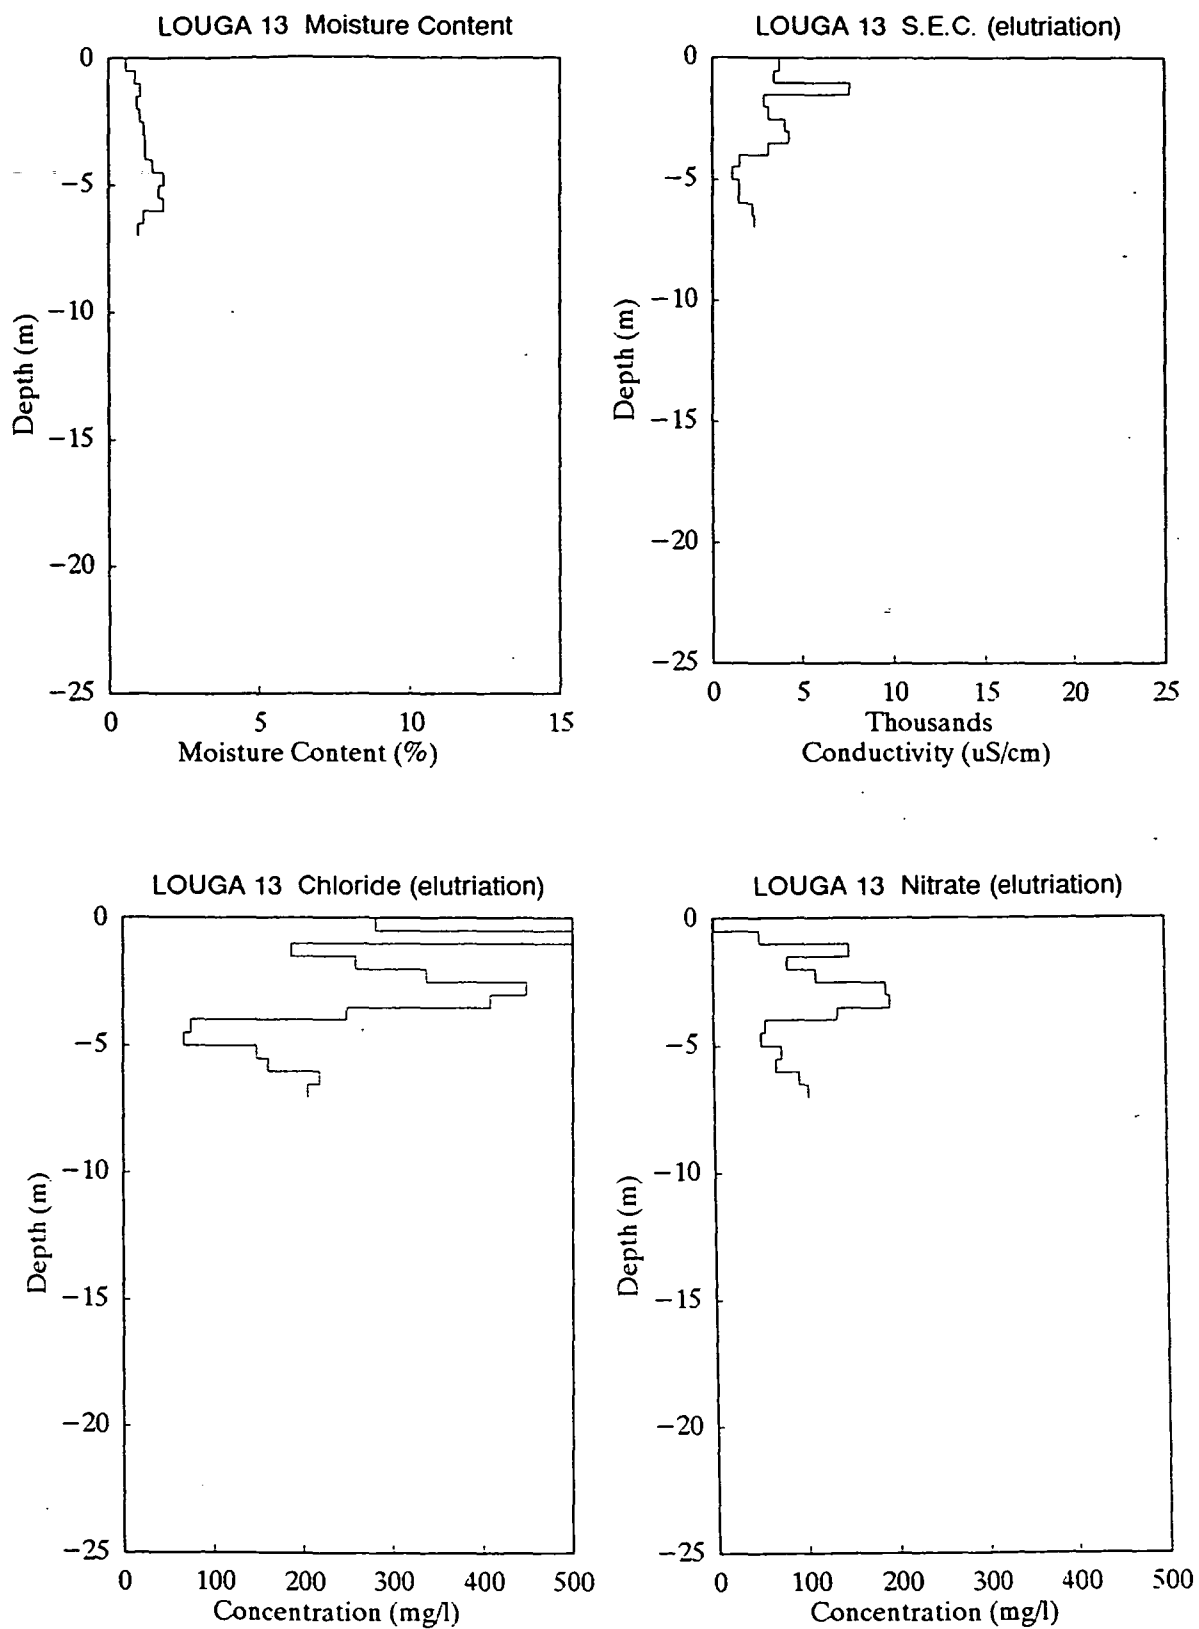 LOUGA 13 Moisture Content
0
−5
−10
−15
−20
−25
Depth (m)
0 5 10 15
Moisture Content (%)
LOUGA 13 S.E.C. (elutriation)
0
−5
−10
−15
−20
−25
Depth (m)
0 5 10 15 20 25
Thousands
Conductivity (uS/cm)
LOUGA 13 Chloride (elutriation)
0
−5
−10
−15
−20
−25
Depth (m)
0 100 200 300 400 500
Concentration (mg/l)
LOUGA 13 Nitrate (elutriation)
0
−5
−10
−15
−20
−25
Depth (m)
0 100 200 300 400 500
Concentration (mg/l)